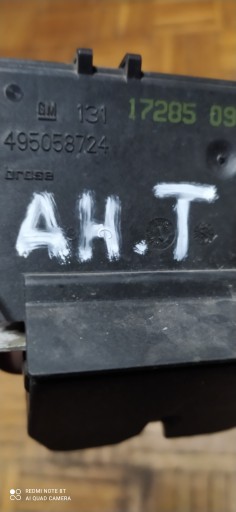 GM 131 17285 09
495058724
brose
AH.T
REDMI NOTE 8T
AI QUAD CAMERA